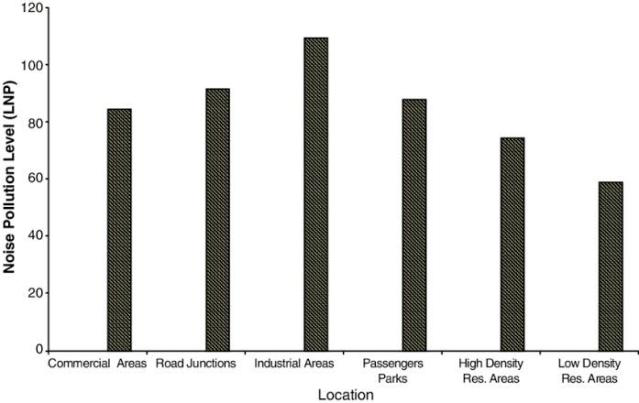 120
100
80
60
40
20
0
Noise Pollution Level (LNP)
Commercial Areas Road Junctions Industrial Areas Passengers High Density Low Density
Parks Res. Areas Res. Areas
Location